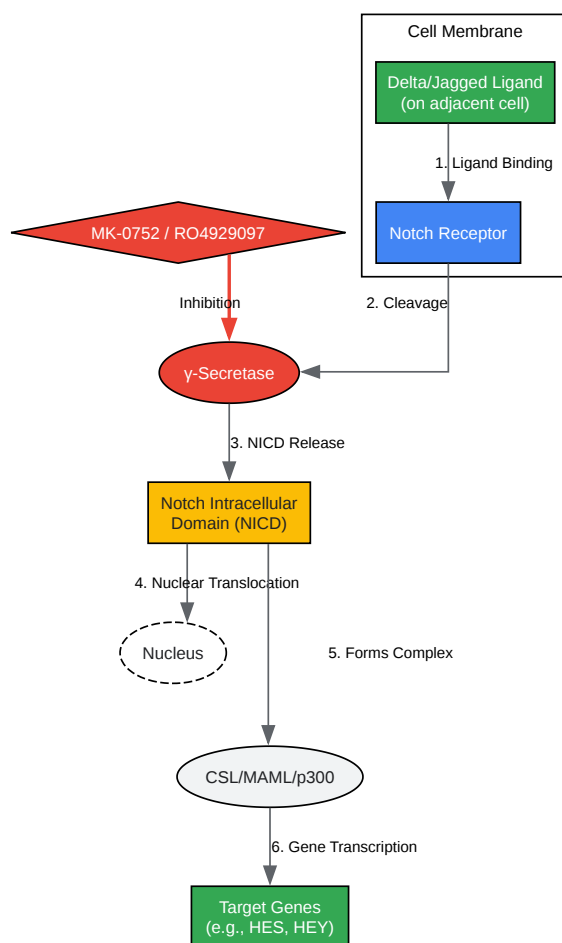 Cell Membrane
Delta/Jagged Ligand
(on adjacent cell)
1. Ligand Binding
MK-0752 / RO4929097
Notch Receptor
Inhibition
2. Cleavage
γ-Secretase
3. NICD Release
Notch Intracellular
Domain (NICD)
4. Nuclear Translocation
Nucleus
5. Forms Complex
CSL/MAML/p300
6. Gene Transcription
Target Genes
(e.g., HES, HEY)